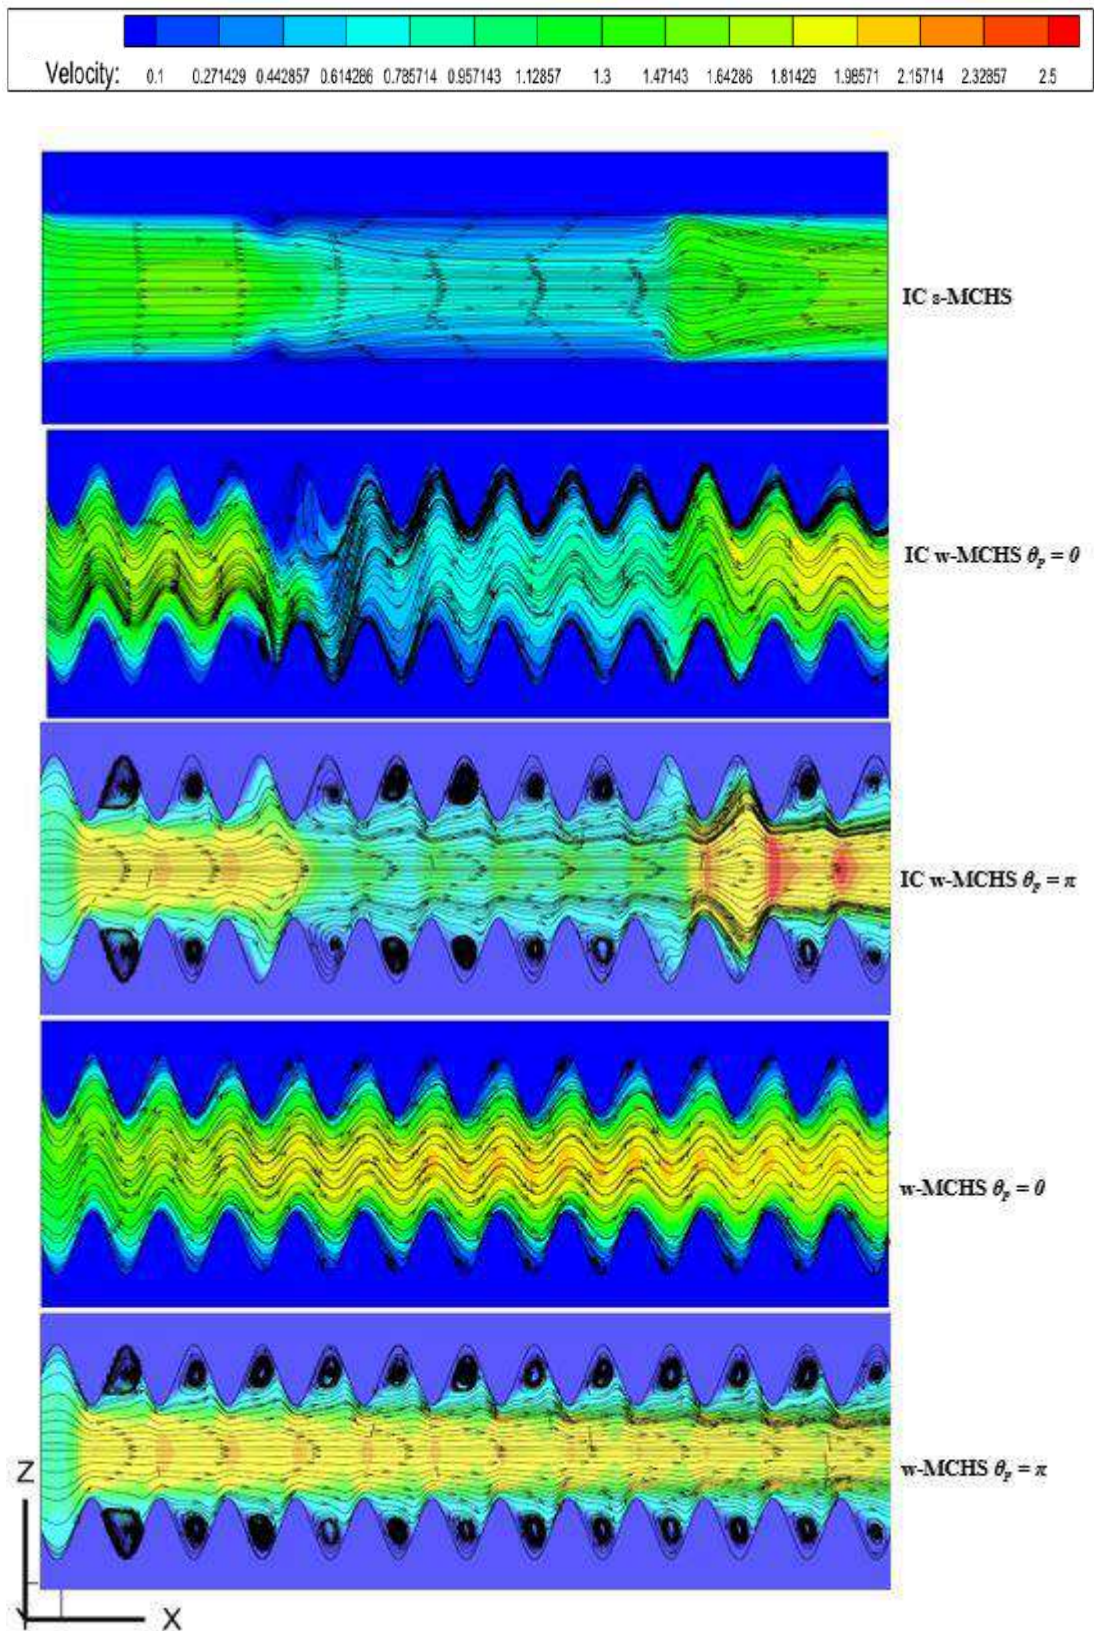 Velocity: 0.1 0.271429 0.442857 0.614286 0.785714 0.957143 1.12857 1.3 1.47143 1.64286 1.81429 1.98571 2.15714 2.32857 2.5
IC s-MCHS
IC w-MCHS θp = 0
IC w-MCHS θp = π
w-MCHS θp = 0
w-MCHS θp = π
Z
Y
X